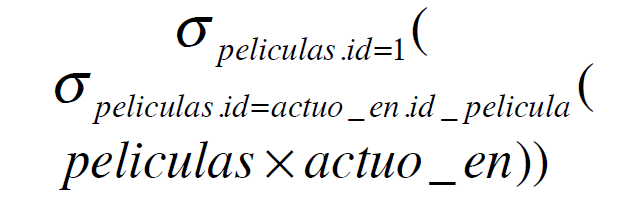 σ peliculas.id=1(
σ peliculas.id=actuo_en.id_pelicula(
peliculas×actuo_en))